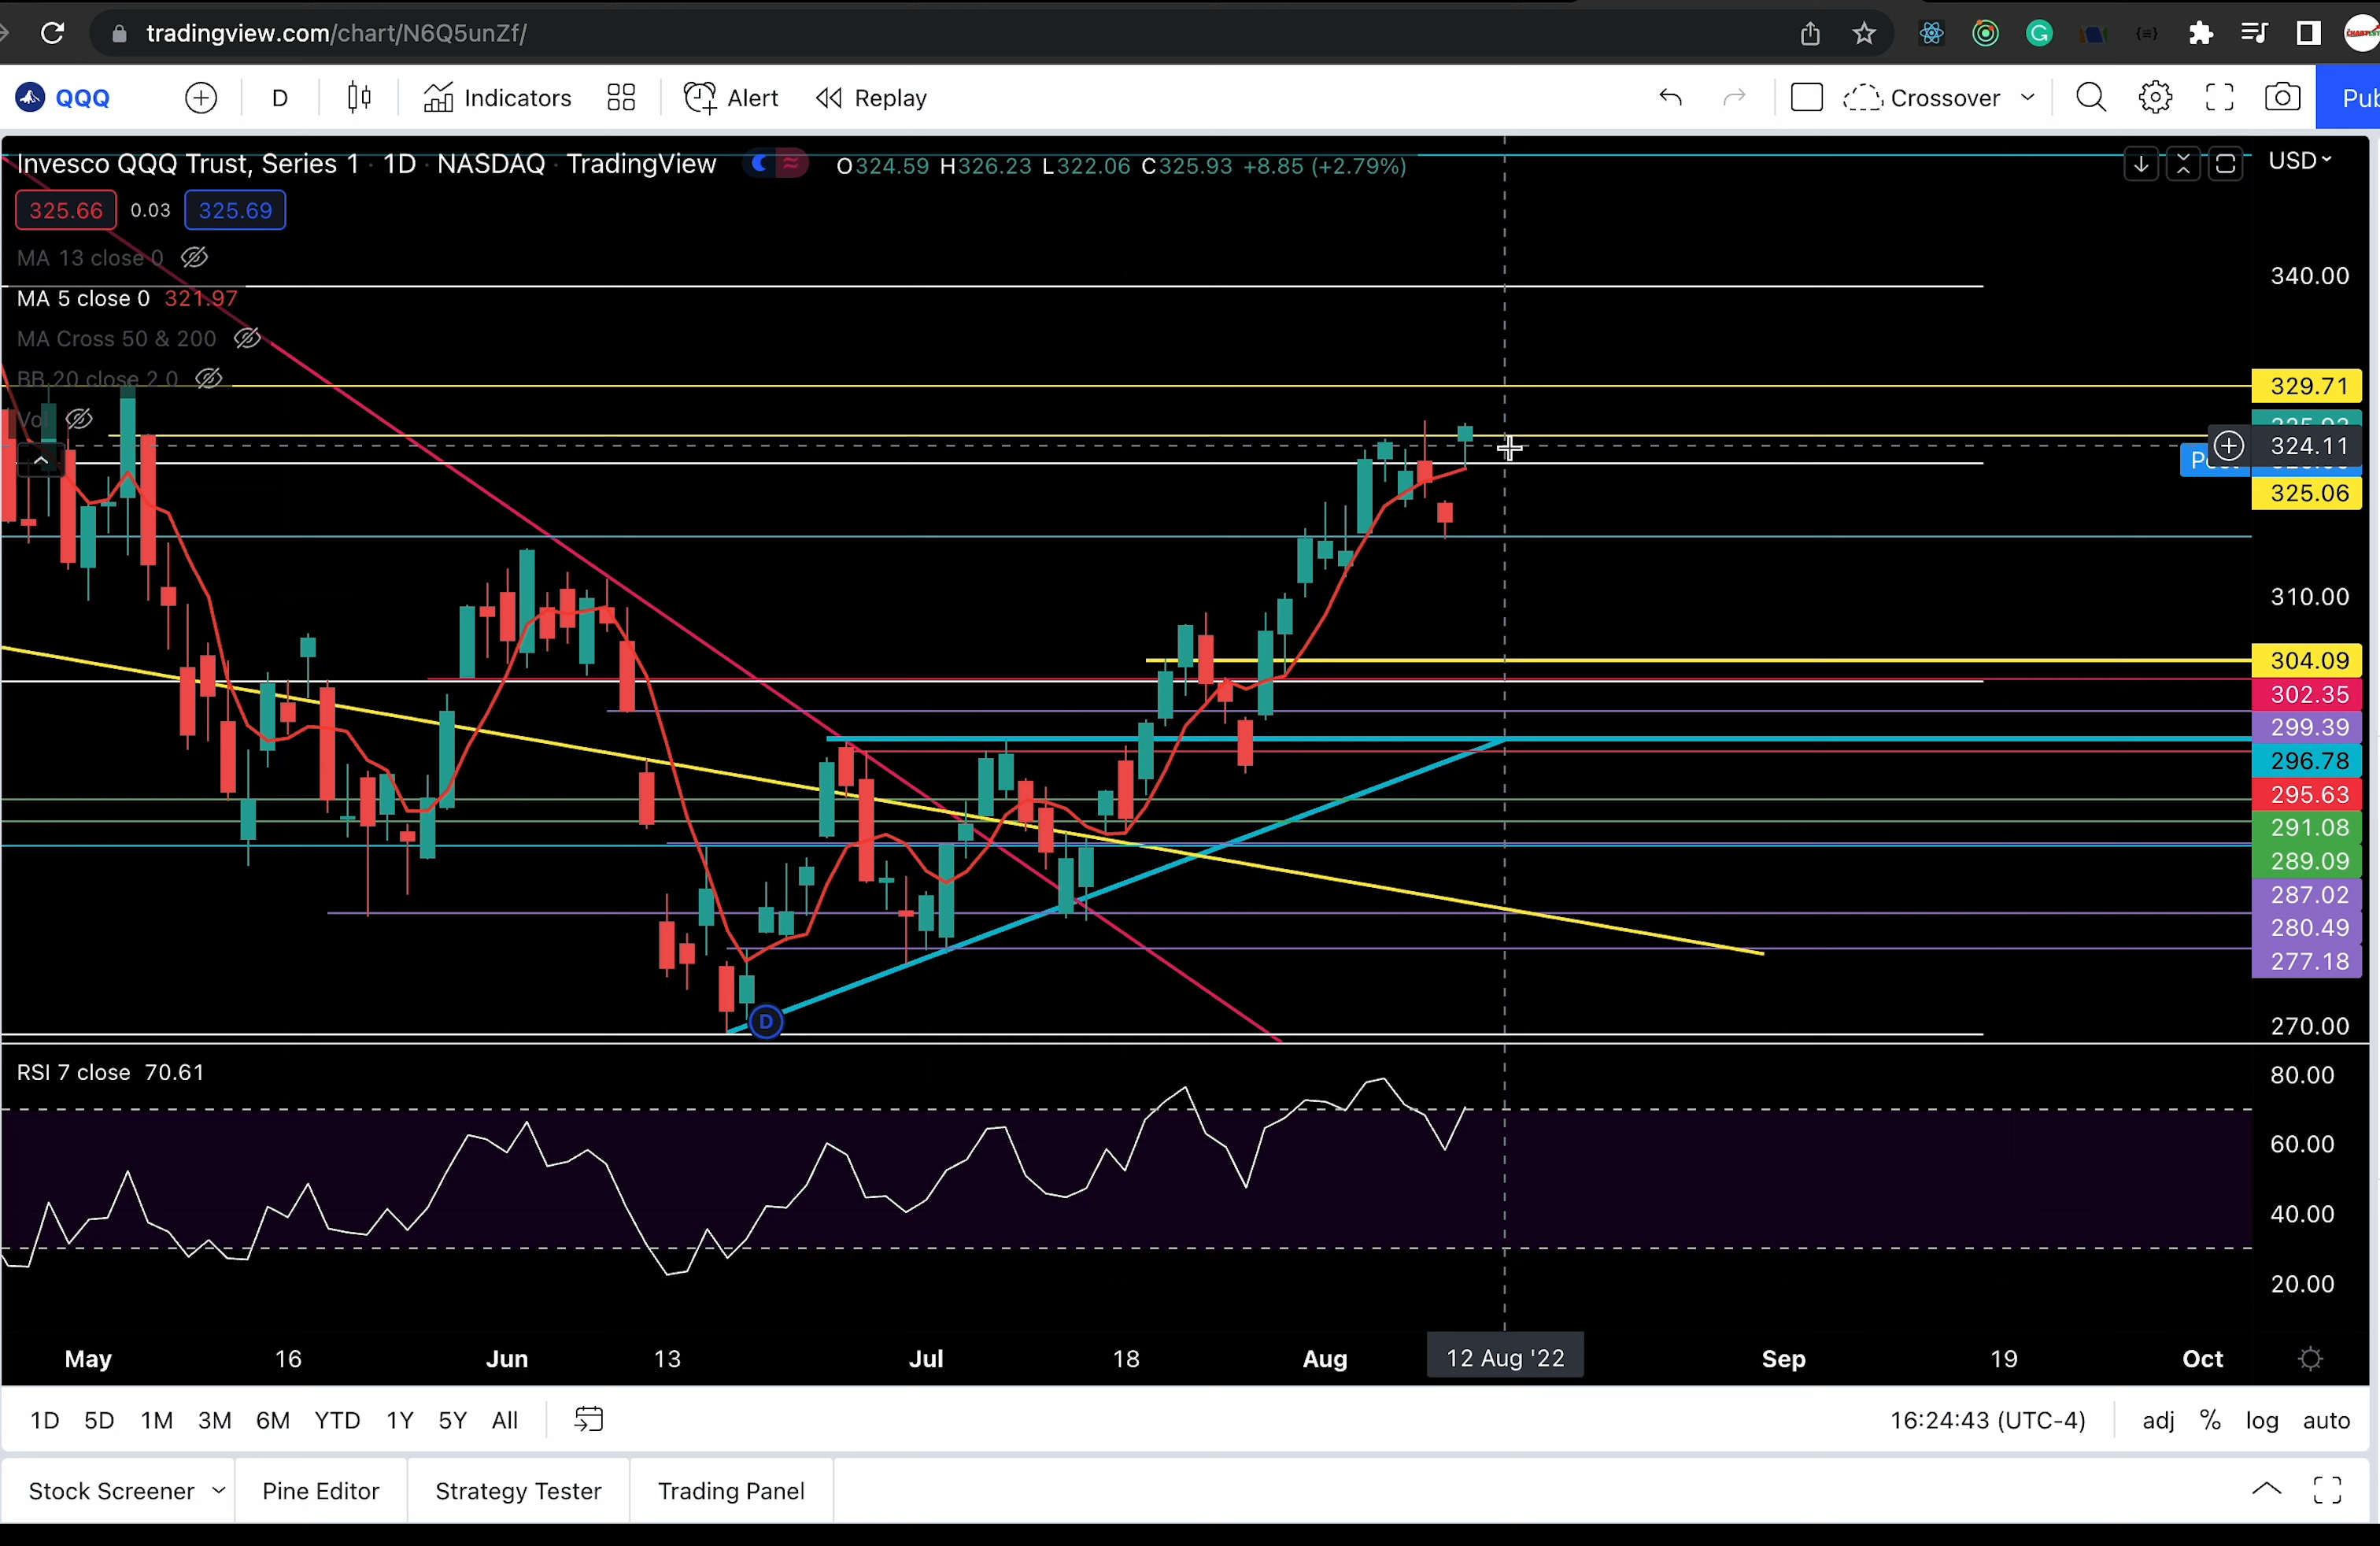 tradingview.com/chart/N6Q5unZf/
QQQ D Indicators Alert Replay Crossover
Invesco QQQ Trust, Series 1 · 1D · NASDAQ · TradingView O324.59 H326.23 L322.06 C325.93 +8.85 (+2.79%) USD
325.66 0.03 325.69
MA 13 close 0
340.00
MA 5 close 0 321.97
MA Cross 50 & 200
BB 20 close 2 0
329.71
Vol
324.11
325.06
310.00
304.09
302.35
299.39
296.78
295.63
291.08
289.09
287.02
280.49
277.18
D
270.00
RSI 7 close 70.61
80.00
60.00
40.00
20.00
May 16 Jun 13 Jul 18 Aug 12 Aug '22 Sep 19 Oct
1D 5D 1M 3M 6M YTD 1Y 5Y All 16:24:43 (UTC-4) adj % log auto
Stock Screener Pine Editor Strategy Tester Trading Panel